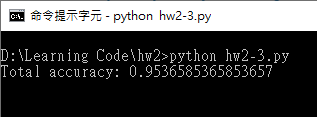 命令提示字元 - python hw2-3.py
D:\Learning Code\hw2>python hw2-3.py
Total accuracy: 0.9536585365853657